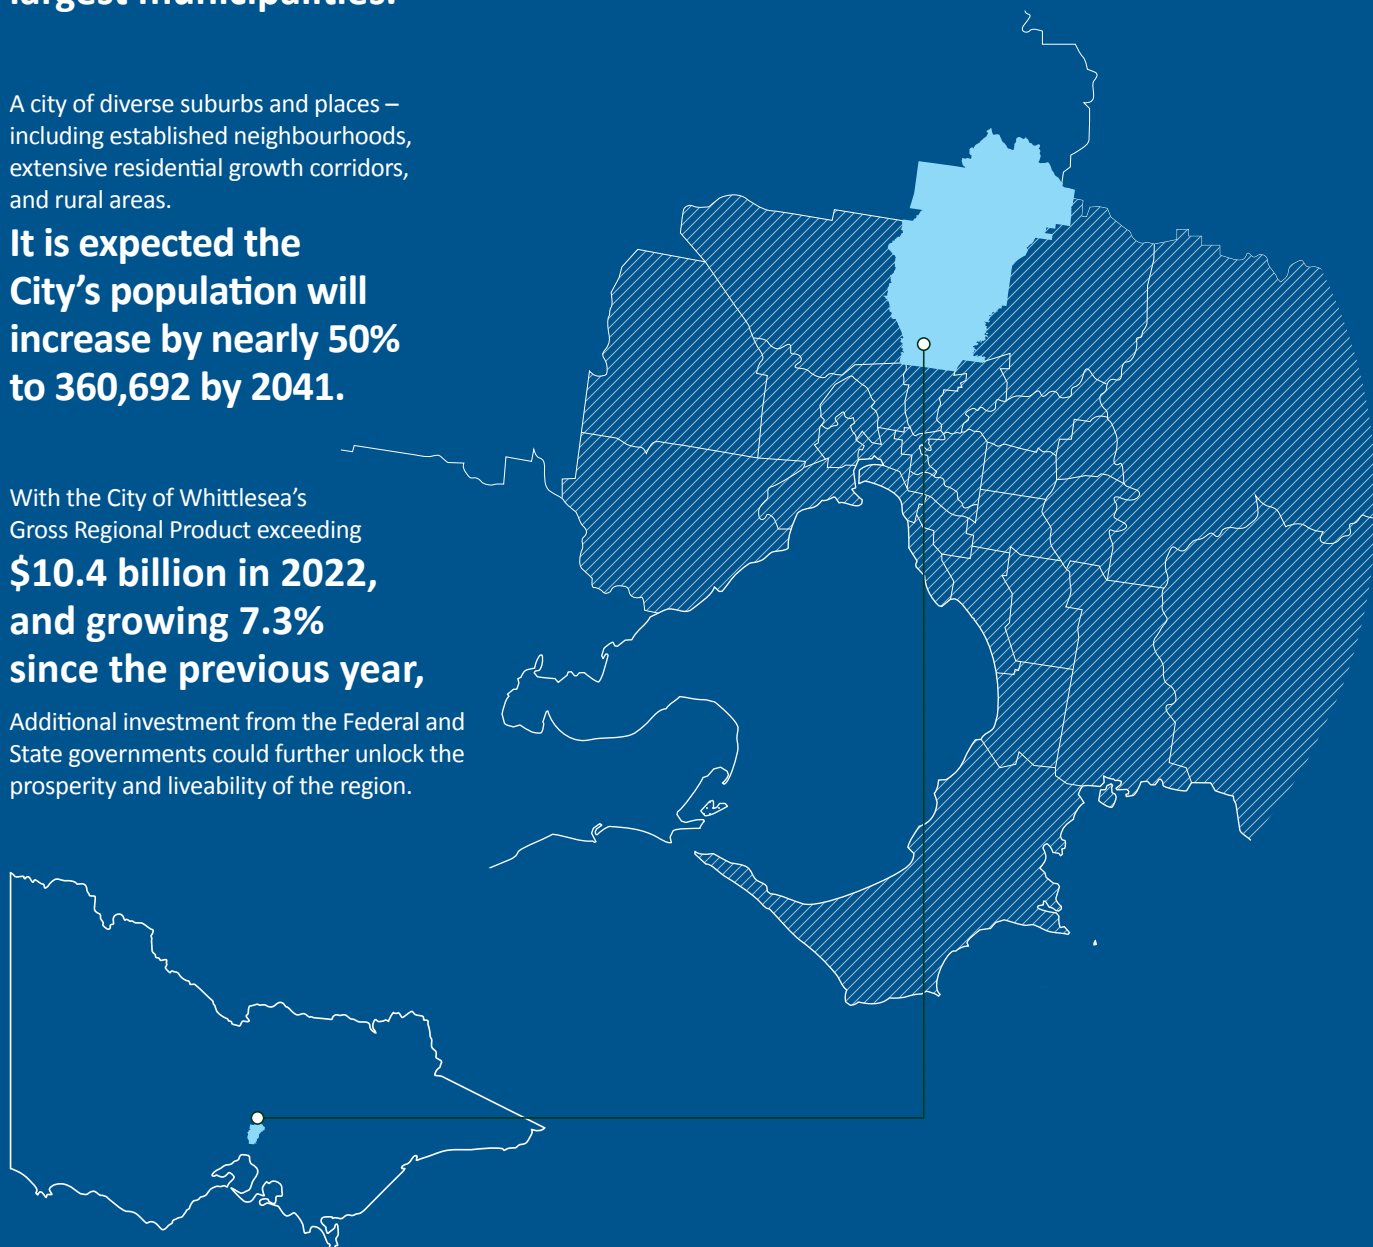 largest municipalities.
A city of diverse suburbs and places –
including established neighbourhoods,
extensive residential growth corridors,
and rural areas.
It is expected the
City’s population will
increase by nearly 50%
to 360,692 by 2041.
With the City of Whittlesea’s
Gross Regional Product exceeding
$10.4 billion in 2022,
and growing 7.3%
since the previous year,
Additional investment from the Federal and
State governments could further unlock the
prosperity and liveability of the region.